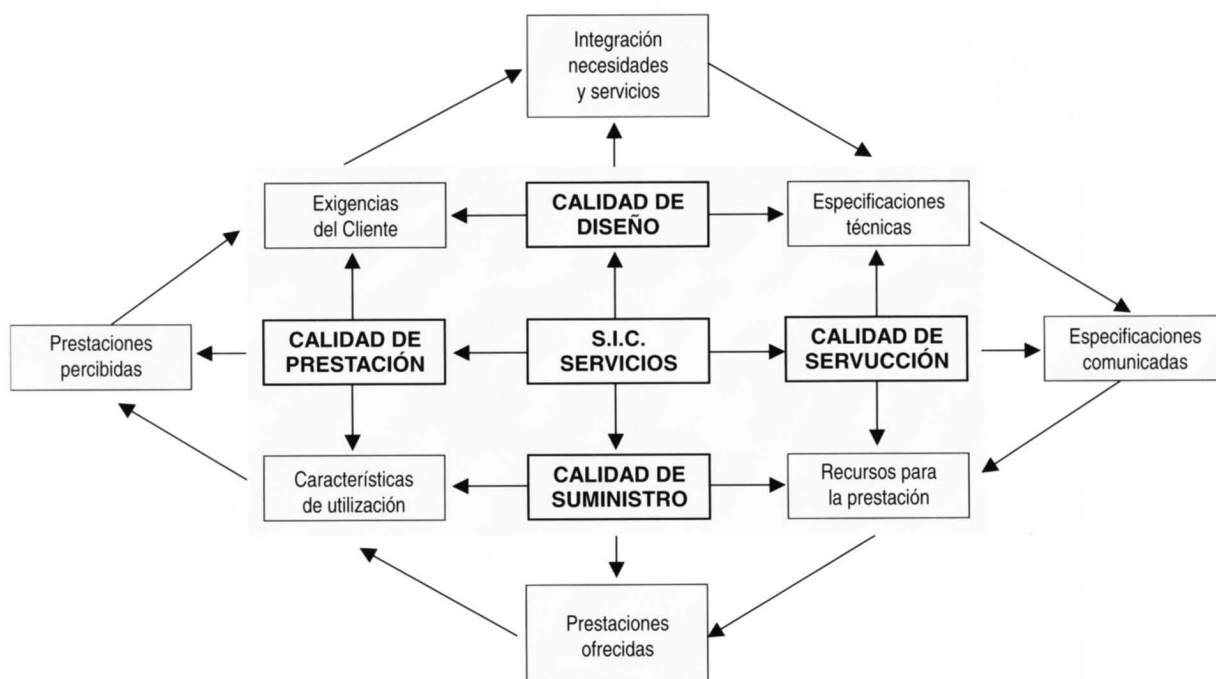 Integración
necesidades
y servicios
Exigencias
del Cliente
CALIDAD DE
DISEÑO
Especificaciones
técnicas
Prestaciones
percibidas
CALIDAD DE
PRESTACIÓN
S.I.C.
SERVICIOS
CALIDAD DE
SERVUCCIÓN
Especificaciones
comunicadas
Características
de utilización
CALIDAD DE
SUMINISTRO
Recursos para
la prestación
Prestaciones
ofrecidas